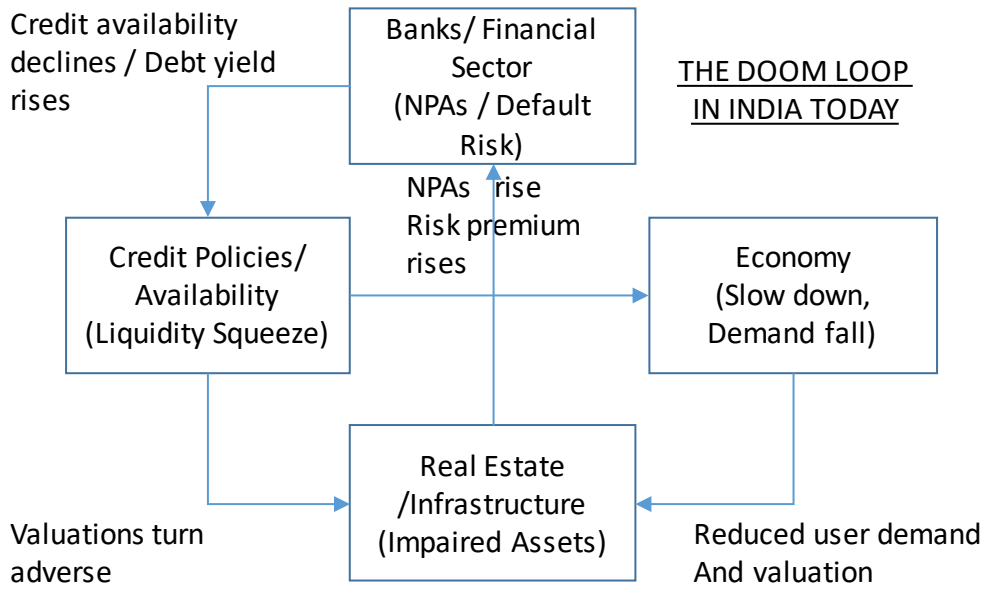 Credit availability
declines / Debt yield
rises
Banks/ Financial
Sector
(NPAs / Default
Risk)
THE DOOM LOOP
IN INDIA TODAY
NPAs rise
Risk premium
rises
Credit Policies/
Availability
(Liquidity Squeeze)
Economy
(Slow down,
Demand fall)
Real Estate
/Infrastructure
(Impaired Assets)
Valuations turn
adverse
Reduced user demand
And valuation